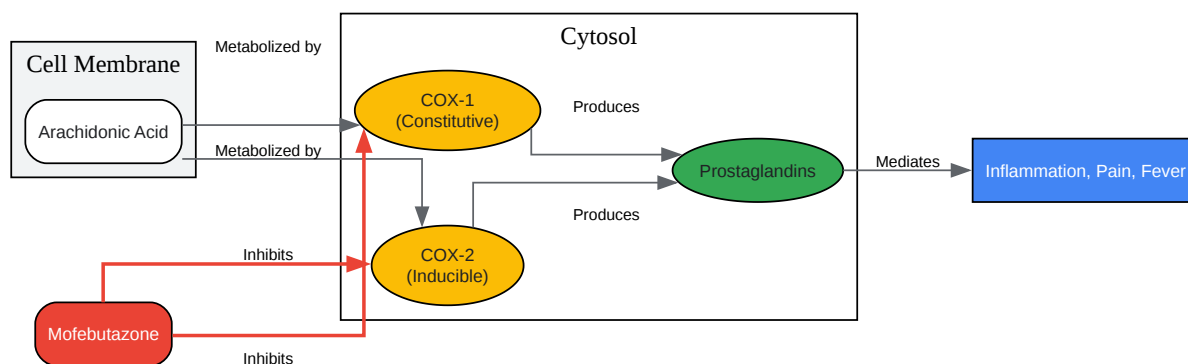 Cytosol
Cell Membrane
Metabolized by
Arachidonic Acid
COX-1
(Constitutive)
Produces
Metabolized by
Prostaglandins
Mediates
Inflammation, Pain, Fever
Produces
COX-2
(Inducible)
Inhibits
Mofebutazone
Inhibits